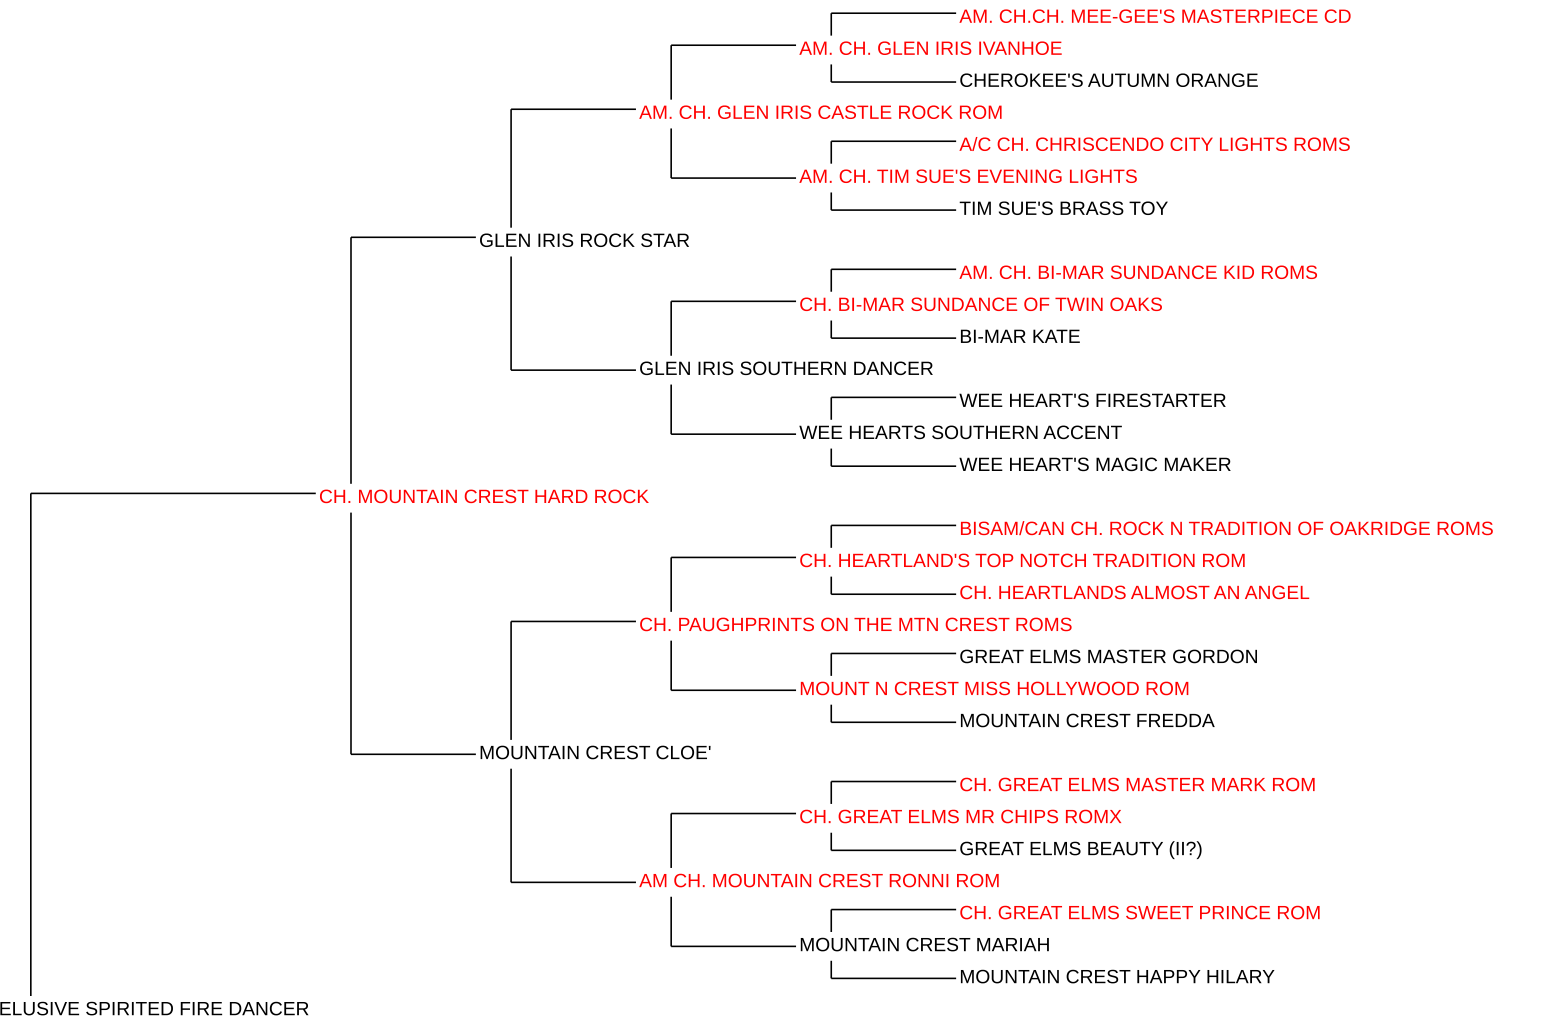 AM. CH.CH. MEE-GEE'S MASTERPIECE CD
AM. CH. GLEN IRIS IVANHOE
CHEROKEE'S AUTUMN ORANGE
AM. CH. GLEN IRIS CASTLE ROCK ROM
A/C CH. CHRISCENDO CITY LIGHTS ROMS
AM. CH. TIM SUE'S EVENING LIGHTS
TIM SUE'S BRASS TOY
GLEN IRIS ROCK STAR
AM. CH. BI-MAR SUNDANCE KID ROMS
CH. BI-MAR SUNDANCE OF TWIN OAKS
BI-MAR KATE
GLEN IRIS SOUTHERN DANCER
WEE HEART'S FIRESTARTER
WEE HEARTS SOUTHERN ACCENT
WEE HEART'S MAGIC MAKER
CH. MOUNTAIN CREST HARD ROCK
BISAM/CAN CH. ROCK N TRADITION OF OAKRIDGE ROMS
CH. HEARTLAND'S TOP NOTCH TRADITION ROM
CH. HEARTLANDS ALMOST AN ANGEL
CH. PAUGHPRINTS ON THE MTN CREST ROMS
GREAT ELMS MASTER GORDON
MOUNT N CREST MISS HOLLYWOOD ROM
MOUNTAIN CREST FREDDA
MOUNTAIN CREST CLOE'
CH. GREAT ELMS MASTER MARK ROM
CH. GREAT ELMS MR CHIPS ROMX
GREAT ELMS BEAUTY (II?)
AM CH. MOUNTAIN CREST RONNI ROM
CH. GREAT ELMS SWEET PRINCE ROM
MOUNTAIN CREST MARIAH
MOUNTAIN CREST HAPPY HILARY
ELUSIVE SPIRITED FIRE DANCER